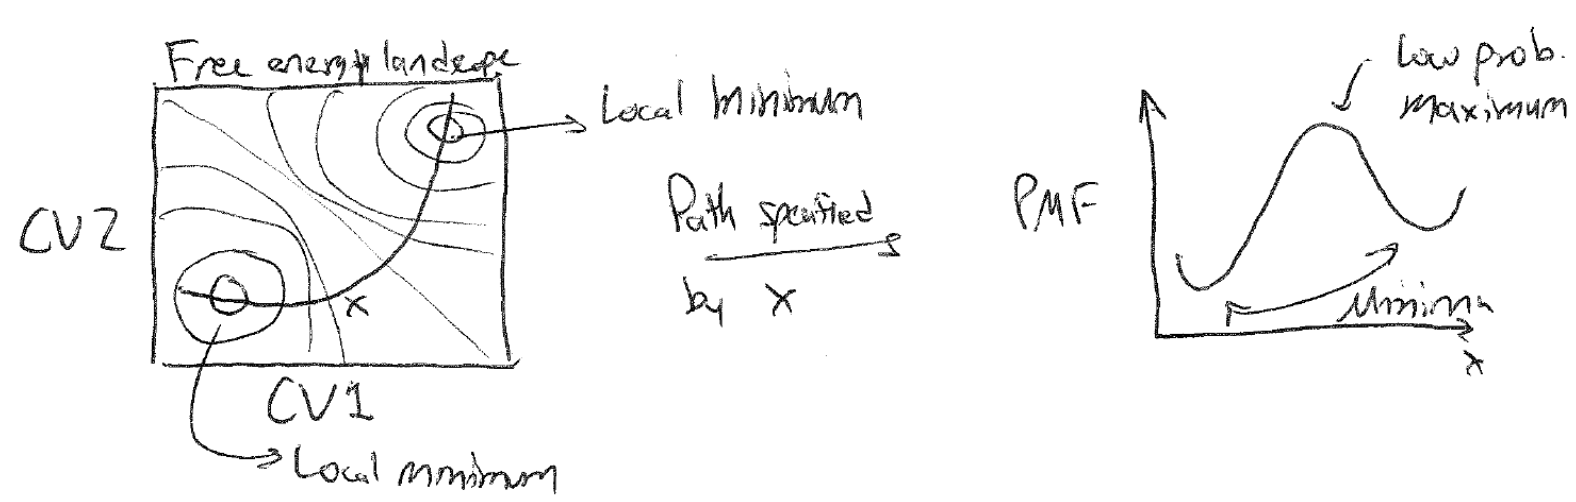 Free energy landscape
Local Minimum
Low prob.
Maximum
CV2
Path specified
by x
PMF
x
Minima
x
CV1
Local minimum